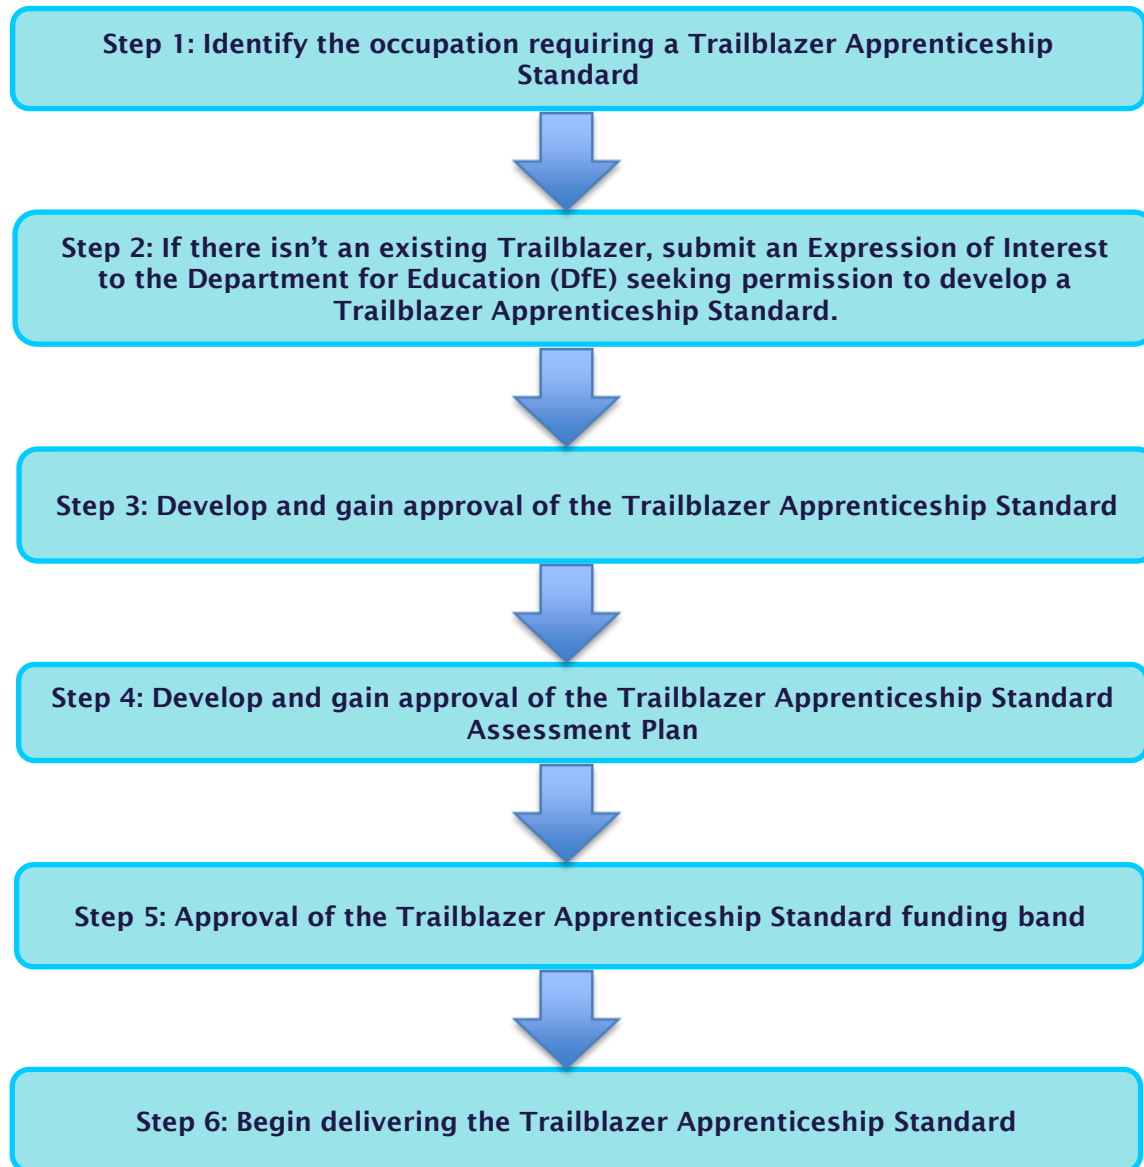 Step 1: Identify the occupation requiring a Trailblazer Apprenticeship
Standard
Step 2: If there isn’t an existing Trailblazer, submit an Expression of Interest
to the Department for Education (DfE) seeking permission to develop a
Trailblazer Apprenticeship Standard.
Step 3: Develop and gain approval of the Trailblazer Apprenticeship Standard
Step 4: Develop and gain approval of the Trailblazer Apprenticeship Standard
Assessment Plan
Step 5: Approval of the Trailblazer Apprenticeship Standard funding band
Step 6: Begin delivering the Trailblazer Apprenticeship Standard